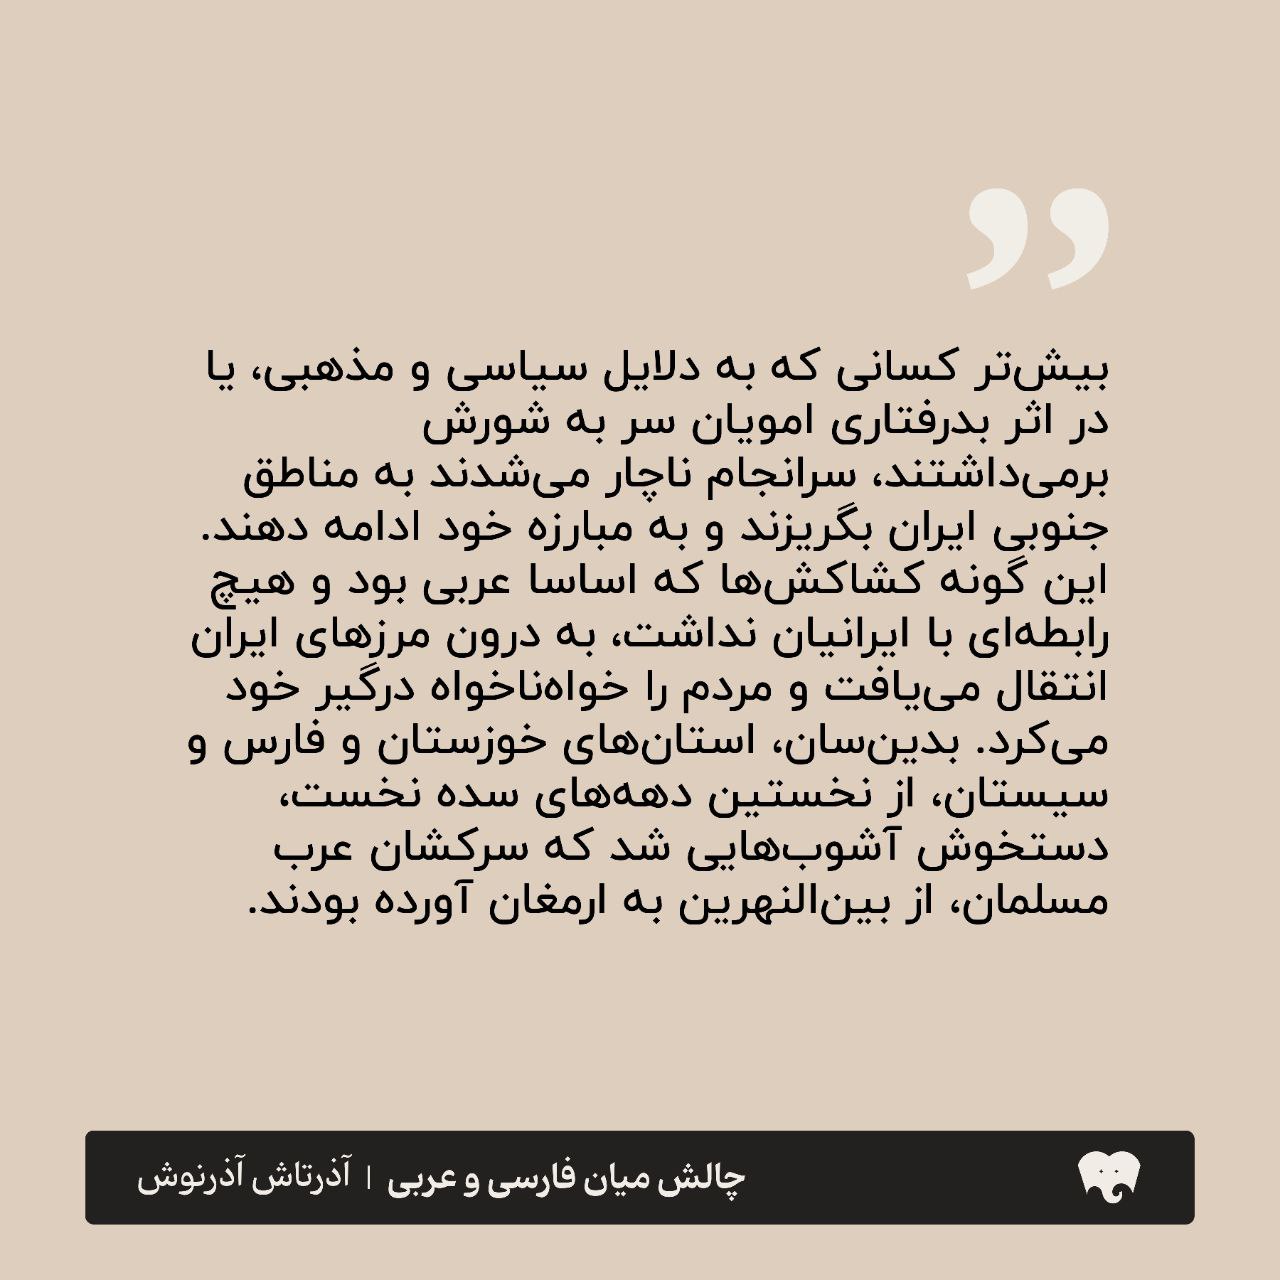 ”
بیش‌تر کسانی که به دلایل سیاسی و مذهبی، یا
در اثر بدرفتاری امویان سر به شورش
برمی‌داشتند، سرانجام ناچار می‌شدند به مناطق
جنوبی ایران بگریزند و به مبارزه خود ادامه دهند.
این گونه کشاکش‌ها که اساسا عربی بود و هیچ
رابطه‌ای با ایرانیان نداشت، به درون مرزهای ایران
انتقال می‌یافت و مردم را خواه‌ناخواه درگیر خود
می‌کرد. بدین‌سان، استان‌های خوزستان و فارس و
سیستان، از نخستین دهه‌های سده نخست،
دستخوش آشوب‌هایی شد که سرکشان عرب
مسلمان، از بین‌النهرین به ارمغان آورده بودند.
چالش میان فارسی و عربی | آذرتاش آذرنوش